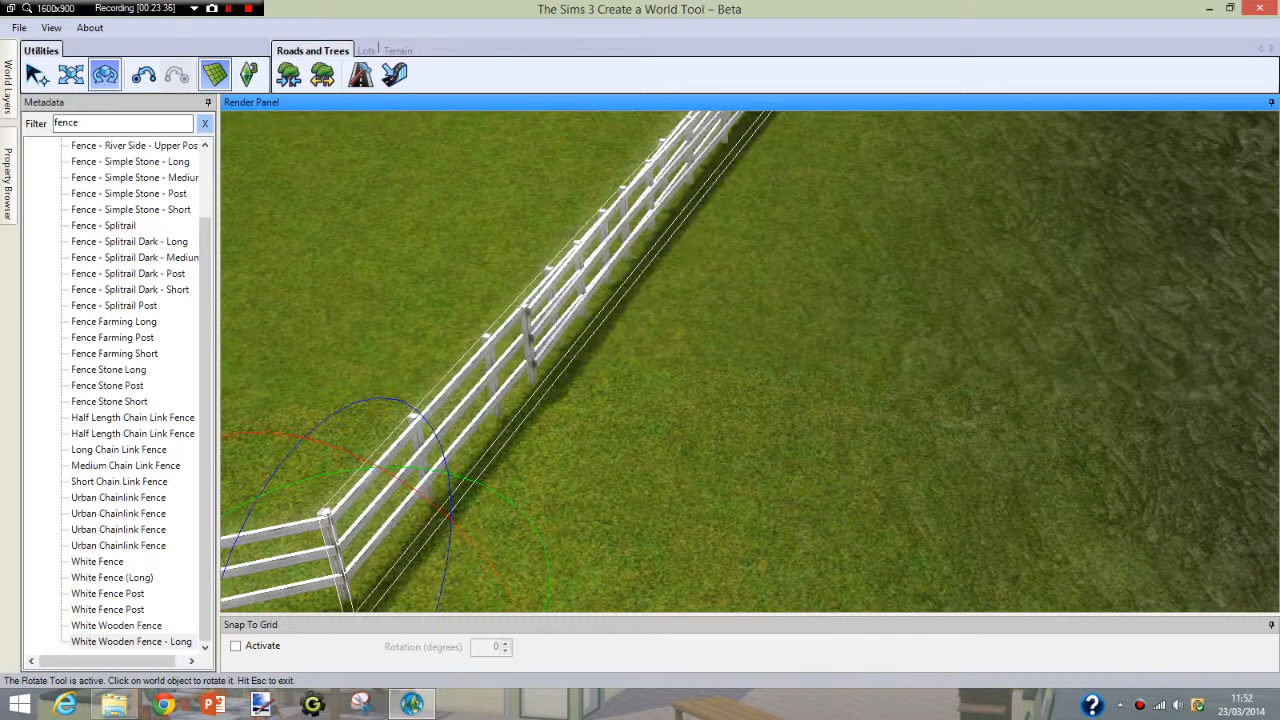 1600x900
Recording [00:23:36]
The Sims 3 Create a World Tool – Beta
File View About
Utilities
Roads and Trees Lots Terrain
World Layers
Property Browser
Metadata
Render Panel
Filter fence X
Fence - River Side - Upper Pos
Fence - Simple Stone - Long
Fence - Simple Stone - Medium
Fence - Simple Stone - Post
Fence - Simple Stone - Short
Fence - Splitrail
Fence - Splitrail Dark - Long
Fence - Splitrail Dark - Medium
Fence - Splitrail Dark - Post
Fence - Splitrail Dark - Short
Fence - Splitrail Post
Fence Farming Long
Fence Farming Post
Fence Farming Short
Fence Stone Long
Fence Stone Post
Fence Stone Short
Half Length Chain Link Fence
Half Length Chain Link Fence
Long Chain Link Fence
Medium Chain Link Fence
Short Chain Link Fence
Urban Chainlink Fence
Urban Chainlink Fence
Urban Chainlink Fence
Urban Chainlink Fence
White Fence
White Fence (Long)
White Fence Post
White Fence Post
White Wooden Fence
White Wooden Fence - Long
Snap To Grid
Activate
Rotation (degrees) 0
The Rotate Tool is active. Click on world object to rotate it. Hit Esc to exit.
11:52
23/03/2014